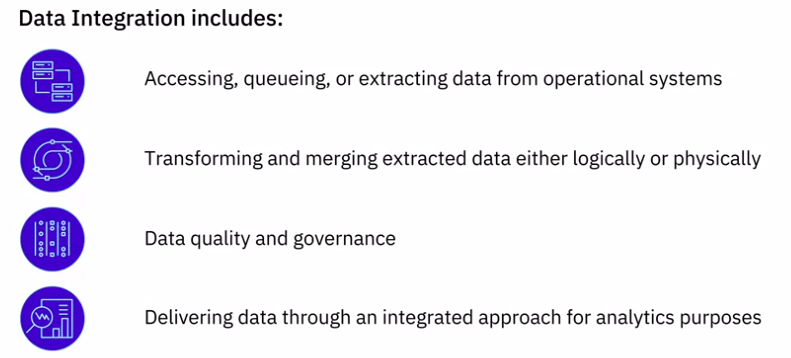 Data Integration includes:
Accessing, queueing, or extracting data from operational systems
Transforming and merging extracted data either logically or physically
Data quality and governance
Delivering data through an integrated approach for analytics purposes